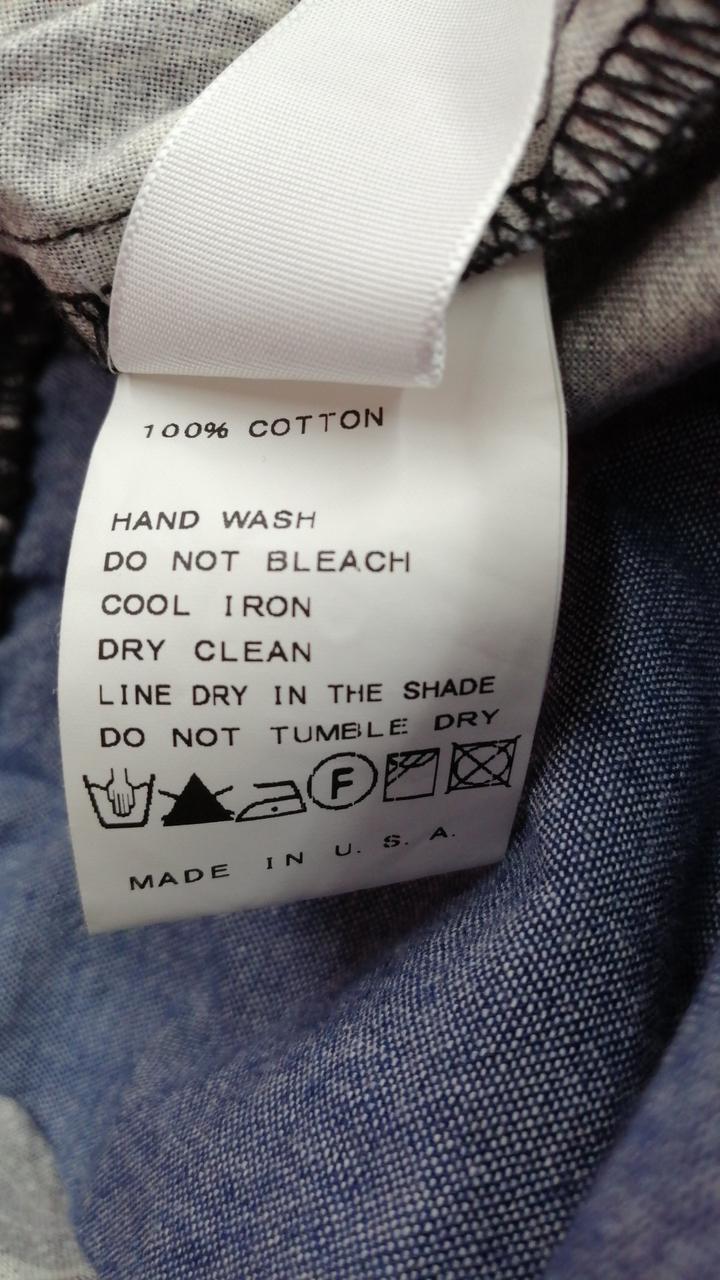 100% COTTON
HAND WASH
DO NOT BLEACH
COOL IRON
DRY CLEAN
LINE DRY IN THE SHADE
DO NOT TUMBLE DRY
F
MADE IN U. S. A.